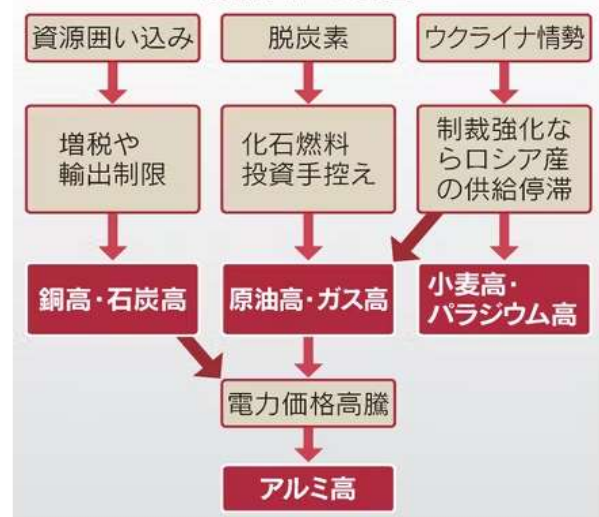 資源囲い込み
脱炭素
ウクライナ情勢
増税や
輸出制限
化石燃料
投資手控え
制裁強化な
らロシア産
の供給停滞
銅高・石炭高
原油高・ガス高
小麦高・
パラジウム高
電力価格高騰
アルミ高